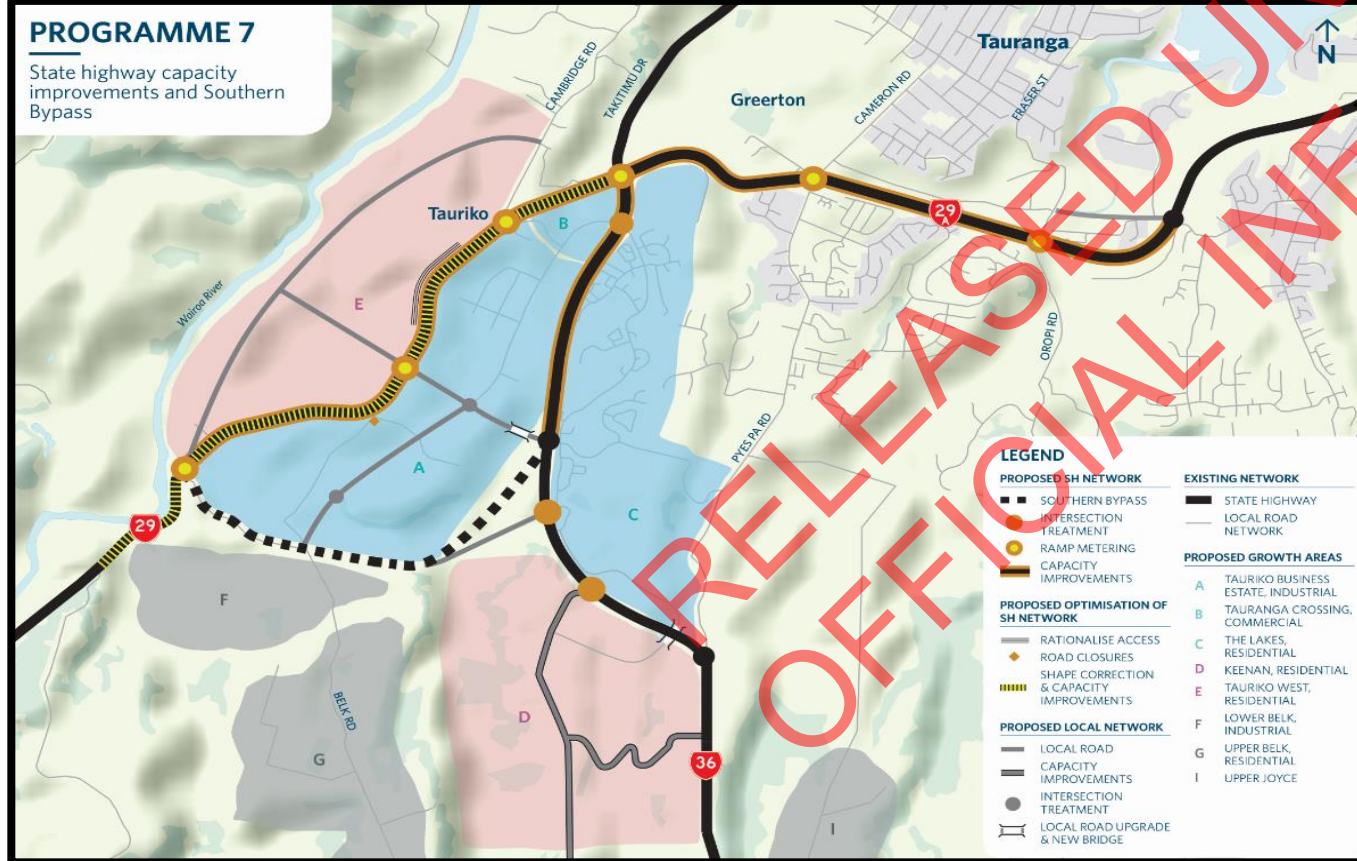 PROGRAMME 7
State highway capacity
improvements and Southern
Bypass
N
Tauranga
Greerton
CAMBRIDGE RD
TAKITIMU DR
CAMERON RD
FRASER ST
Tauriko
B
29
A
E
Wairoa River
OROPI RD
PYES PA RD
A
C
29
F
D
BELK RD
G
36
I
LEGEND
PROPOSED SH NETWORK
SOUTHERN BYPASS
INTERSECTION
TREATMENT
RAMP METERING
CAPACITY
IMPROVEMENTS
PROPOSED OPTIMISATION OF
SH NETWORK
RATIONALISE ACCESS
ROAD CLOSURES
SHAPE CORRECTION
& CAPACITY
IMPROVEMENTS
PROPOSED LOCAL NETWORK
LOCAL ROAD
CAPACITY
IMPROVEMENTS
INTERSECTION
TREATMENT
LOCAL ROAD UPGRADE
& NEW BRIDGE
EXISTING NETWORK
STATE HIGHWAY
LOCAL ROAD
NETWORK
PROPOSED GROWTH AREAS
A TAURIKO BUSINESS
ESTATE, INDUSTRIAL
B TAURANGA CROSSING,
COMMERCIAL
C THE LAKES,
RESIDENTIAL
D KEENAN, RESIDENTIAL
E TAURIKO WEST,
RESIDENTIAL
F LOWER BELK,
INDUSTRIAL
G UPPER BELK,
RESIDENTIAL
I UPPER JOYCE
RELEASED
OFFICIAL